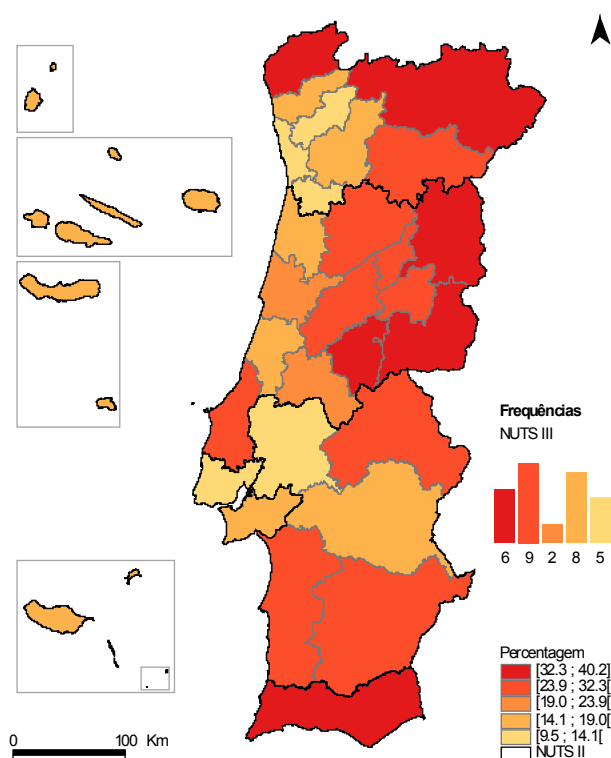 Frequências
NUTS III
6 9 2 8 5
Percentagem
[32.3 ; 40.2]
[23.9 ; 32.3[
[19.0 ; 23.9[
[14.1 ; 19.0[
[9.5 ; 14.1[
NUTS II
0 100 Km